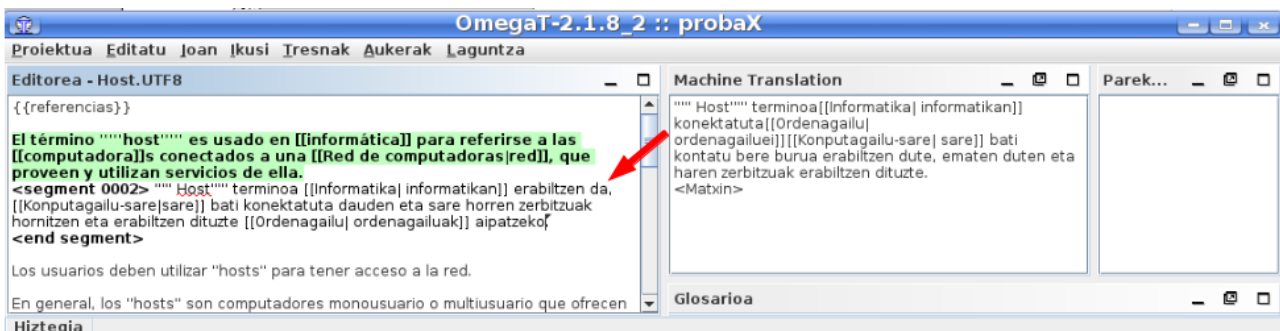 OmegaT-2.1.8_2 :: probaX
Proiektua Editatu Joan Ikusi Tresnak Aukerak Laguntza
Editorea - Host.UTF8
{{referencias}}
El término '''''host''''' es usado en [[informática]] para referirse a las
[[computadora]]s conectados a una [[Red de computadoras|red]], que
proveen y utilizan servicios de ella.
<segment 0002> ''''' Host''''' terminoa [[Informatika| informatikan]] erabiltzen da,
[[Konputagailu-sare|sare]] bati konektatuta dauden eta sare horren zerbitzuak
hornitzen eta erabiltzen dituzte [[Ordenagailu| ordenagailuak]] aipatzeko
<end segment>
Los usuarios deben utilizar ''hosts'' para tener acceso a la red.
En general, los ''hosts'' son computadores monousuario o multiusuario que ofrecen
Machine Translation
''''' Host''''' terminoa[[Informatika| informatikan]]
konektatuta[[Ordenagailu|
ordenagailuei]][[Konputagailu-sare| sare]] bati
kontatu bere burua erabiltzen dute, ematen duten eta
haren zerbitzuak erabiltzen dituzte.
<Matxin>
Parek...
Glosarioa
Hiztegia